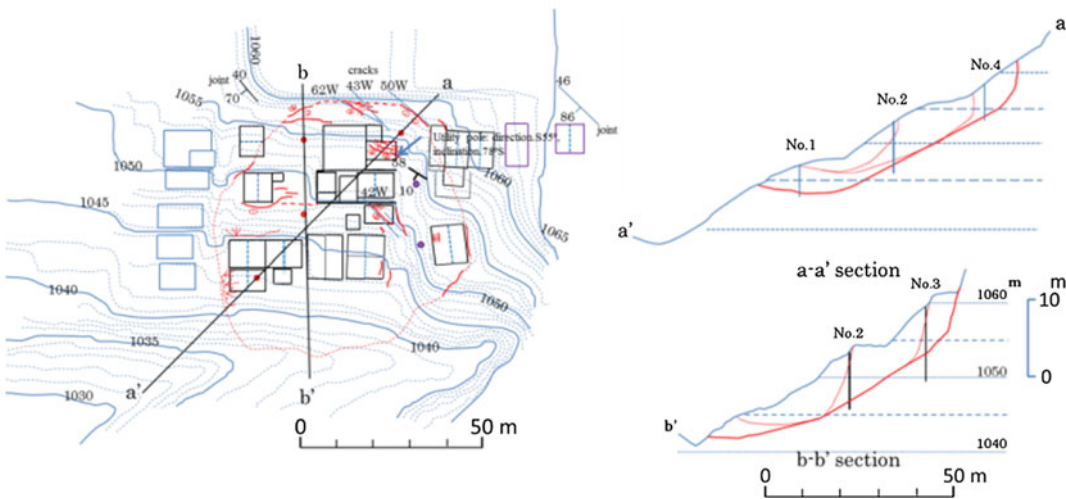 1060
joint 40
70
b
cracks
62W 43W 50W
a
46
86
joint
1055
Utility pole: direction.S55°,
inclination.78°S.
58
10
42W
1050
1060
1045
1065
1040
1050
1035
1040
1030
a'
b'
0 50 m
a
No.4
No.2
No.1
a'
a-a' section
No.3
m
m
1060
10
No.2
1050
0
b'
1040
b-b' section
0 50 m